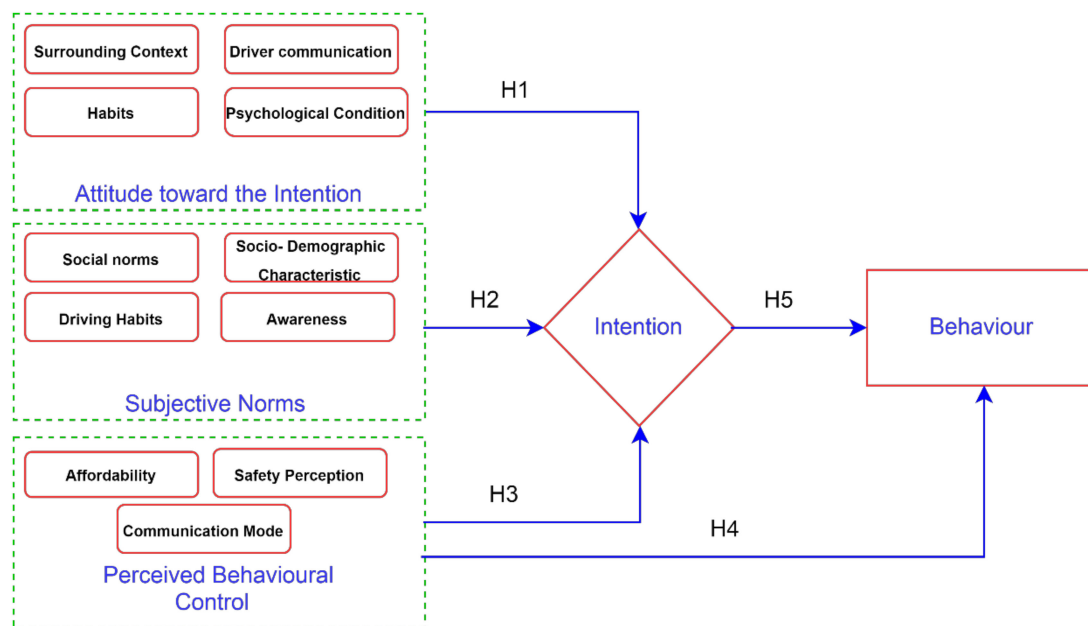 Surrounding Context
Driver communication
Habits
Psychological Condition
Attitude toward the Intention
H1
Social norms
Socio- Demographic
Characteristic
Driving Habits
Awareness
Subjective Norms
H2
Intention
H5
Behaviour
Affordability
Safety Perception
Communication Mode
Perceived Behavioural
Control
H3
H4